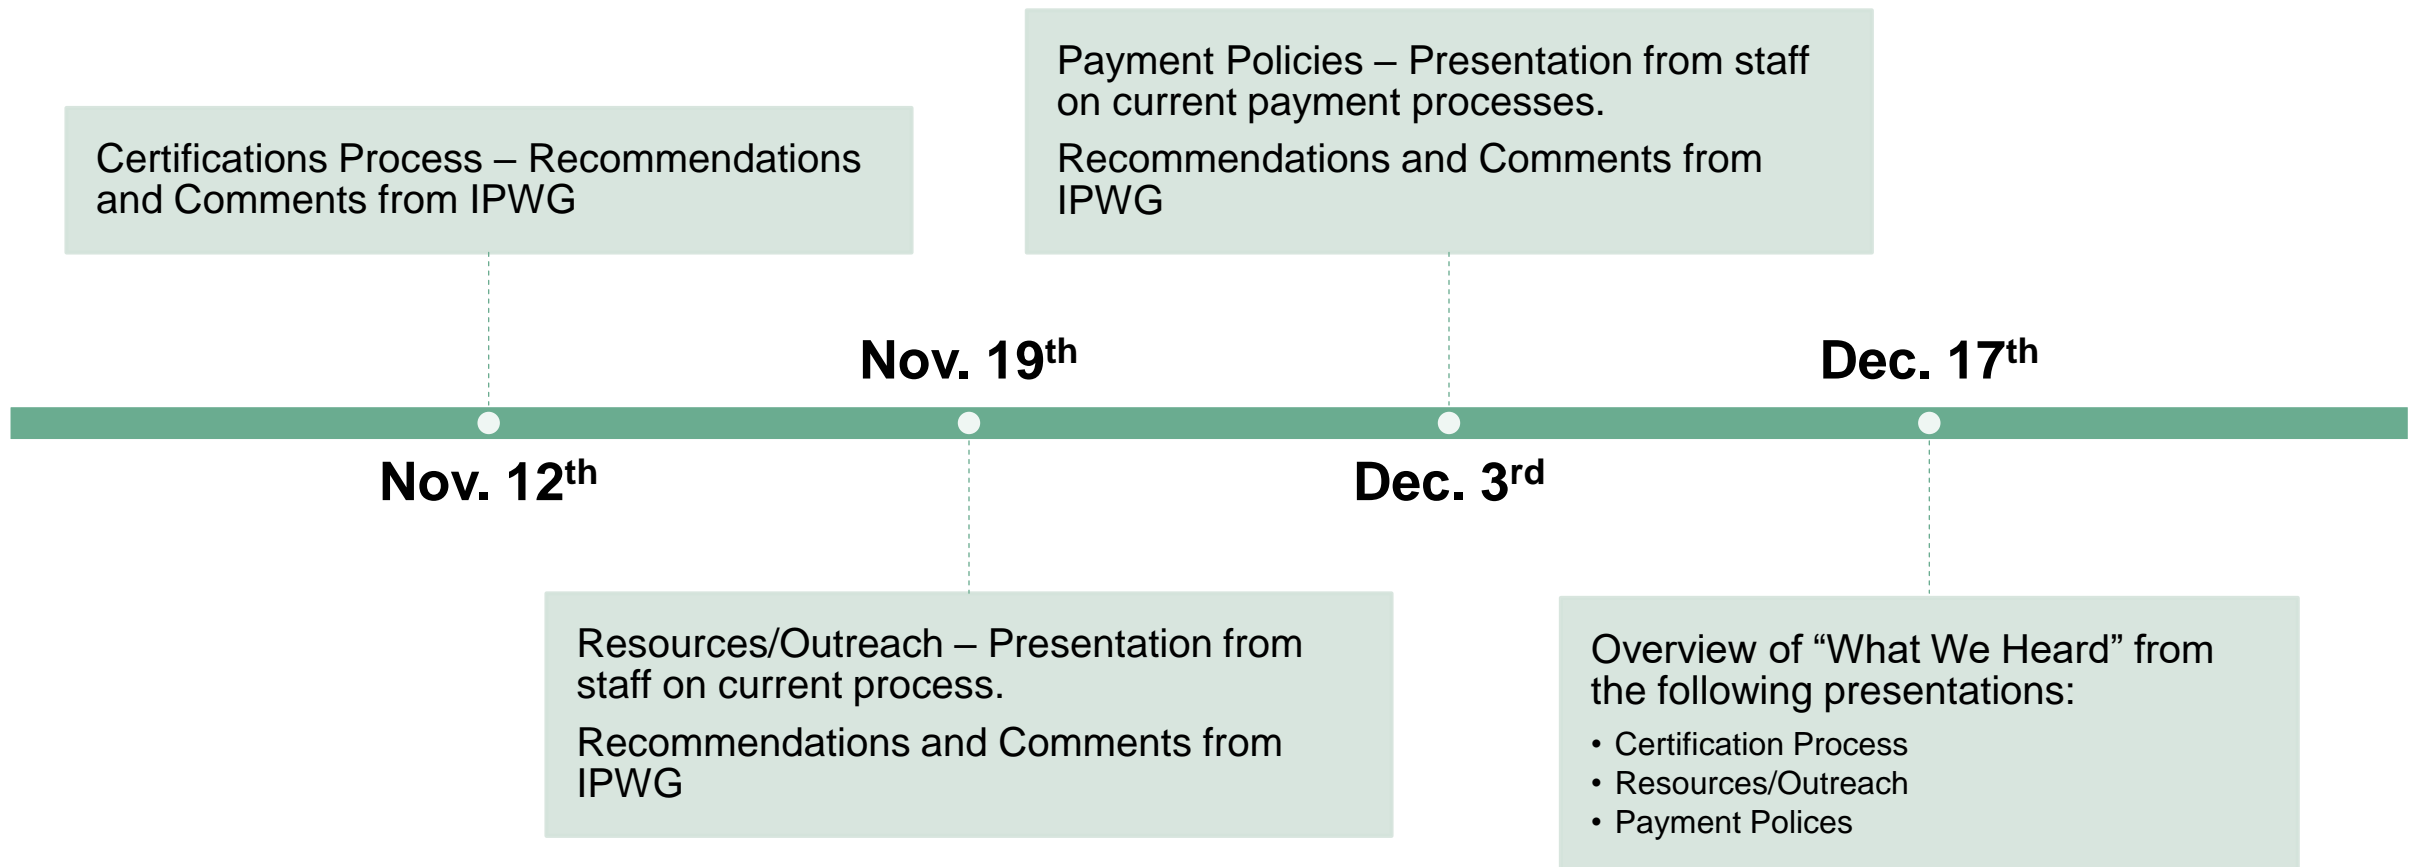 Certifications Process – Recommendations
and Comments from IPWG
Nov. 12th
Nov. 19th
Resources/Outreach – Presentation from
staff on current process.
Recommendations and Comments from
IPWG
Payment Policies – Presentation from staff
on current payment processes.
Recommendations and Comments from
IPWG
Dec. 3rd
Dec. 17th
Overview of “What We Heard” from
the following presentations:
• Certification Process
• Resources/Outreach
• Payment Polices